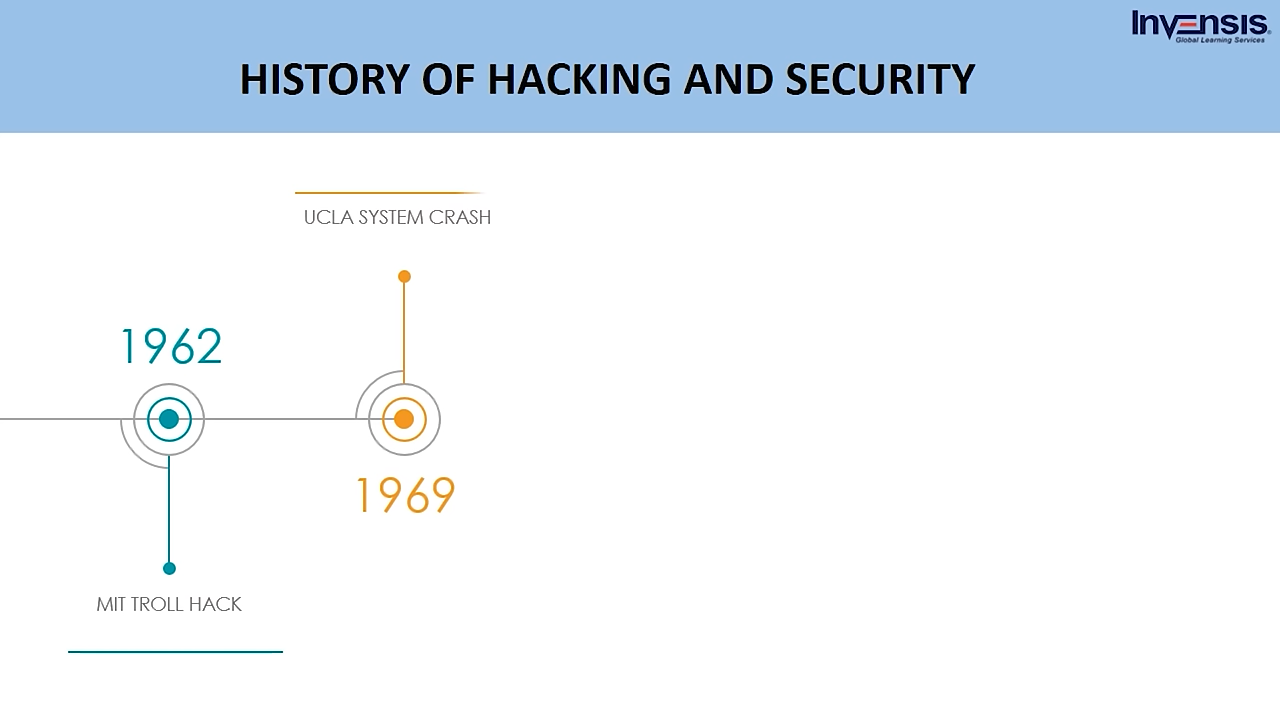 Invensis
Global Learning Services
HISTORY OF HACKING AND SECURITY
UCLA SYSTEM CRASH
1962
1969
MIT TROLL HACK